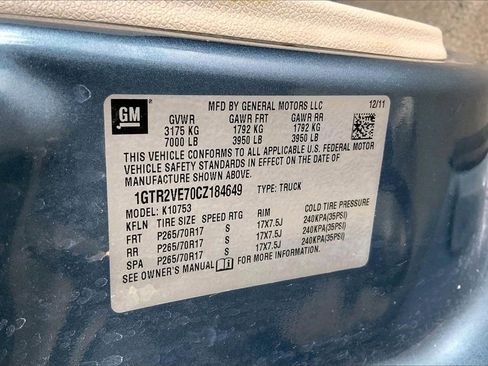 GM
MFD BY GENERAL MOTORS LLC 12/11
GVWR GAWR FRT GAWR RR
3175 KG 1792 KG 1792 KG
7000 LB 3950 LB 3950 LB
THIS VEHICLE CONFORMS TO ALL APPLICABLE U.S. FEDERAL MOTOR
VEHICLE SAFETY STANDARDS IN EFFECT ON THE DATE OF
MANUFACTURE SHOWN ABOVE.
1GTR2VE70CZ184649 TYPE: TRUCK
MODEL: K10753
KFLN TIRE SIZE SPEED RTG RIM COLD TIRE PRESSURE
FRT P265/70R17 S 17X7.5J 240KPA(35PSI)
RR P265/70R17 S 17X7.5J 240KPA(35PSI)
SPA P265/70R17 S 17X7.5J 240KPA(35PSI)
SEE OWNER'S MANUAL FOR MORE INFORMATION.